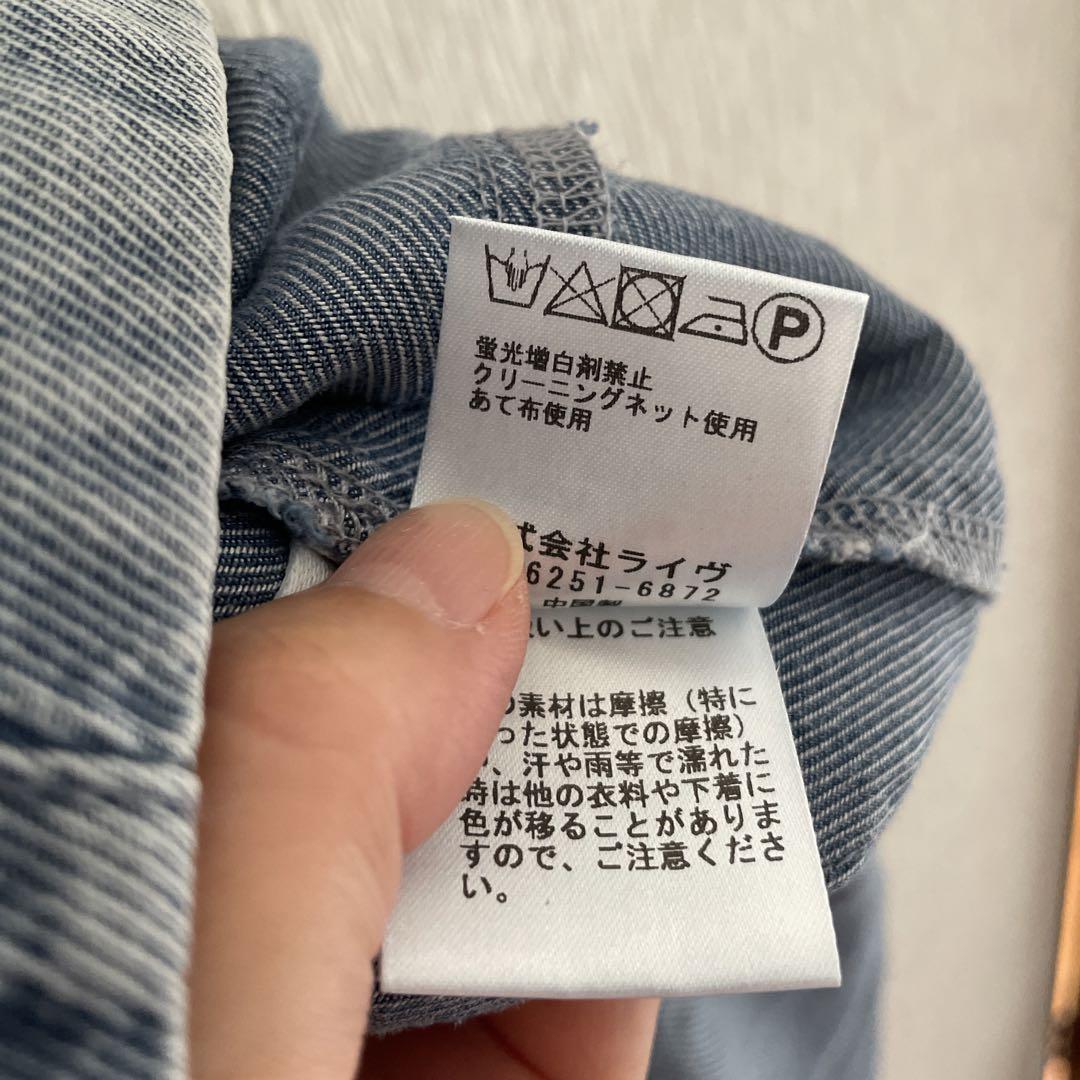 P
蛍光増白剤禁止
クリーニングネット使用
あて布使用
式会社ライヴ
6251-6872
中国製
い上のご注意
素材は摩擦（特に
った状態での摩擦）
、汗や雨等で濡れた
時は他の衣料や下着に
色が移ることがありま
すので、ご注意くださ
い。